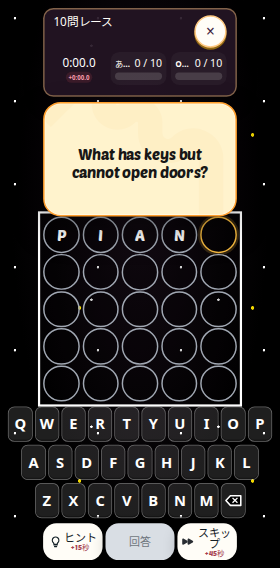 10問レース
×
0:00.0
+0:00.0
あ... 0 / 10
O... 0 / 10
What has keys but
cannot open doors?
P I A N
Q W E R T Y U I O P
A S D F G H J K L
Z X C V B N M
ヒント
+15秒
回答
スキッ
プ
+45秒